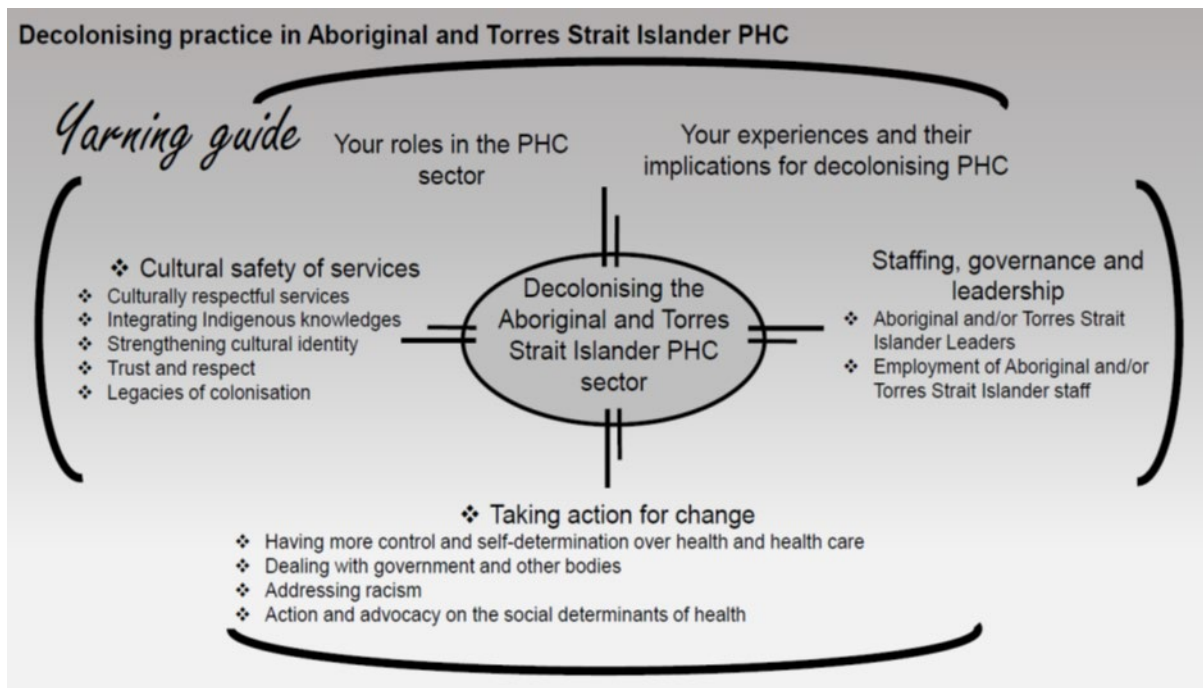 Decolonising practice in Aboriginal and Torres Strait Islander PHC
Yarning guide
Your roles in the PHC
sector
Your experiences and their
implications for decolonising PHC
❖ Cultural safety of services
❖ Culturally respectful services
❖ Integrating Indigenous knowledges
❖ Strengthening cultural identity
❖ Trust and respect
❖ Legacies of colonisation
Decolonising the
Aboriginal and Torres
Strait Islander PHC
sector
Staffing, governance and
leadership
❖ Aboriginal and/or Torres Strait
Islander Leaders
❖ Employment of Aboriginal and/or
Torres Strait Islander staff
❖ Taking action for change
❖ Having more control and self-determination over health and health care
❖ Dealing with government and other bodies
❖ Addressing racism
❖ Action and advocacy on the social determinants of health